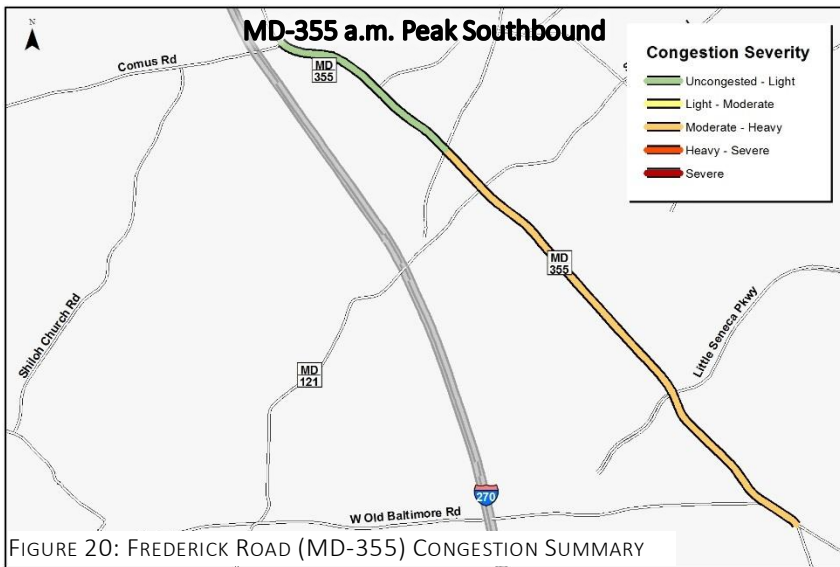 MD-355 a.m. Peak Southbound
N
Comus Rd
MD
355
Congestion Severity
Uncongested - Light
Light - Moderate
Moderate - Heavy
Heavy - Severe
Severe
MD
355
Shiloh Church Rd
Little Seneca Pkwy
MD
121
270
W Old Baltimore Rd
FIGURE 20: FREDERICK ROAD (MD-355) CONGESTION SUMMARY